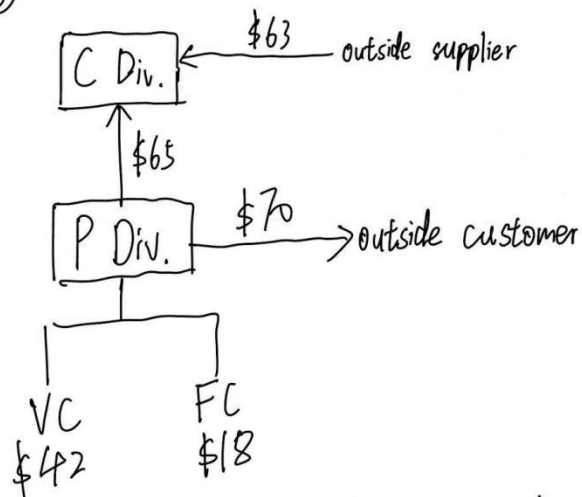 $63
outside supplier
C Div.
$65
$70
P Div.
outside customer
VC
FC
$42
$18